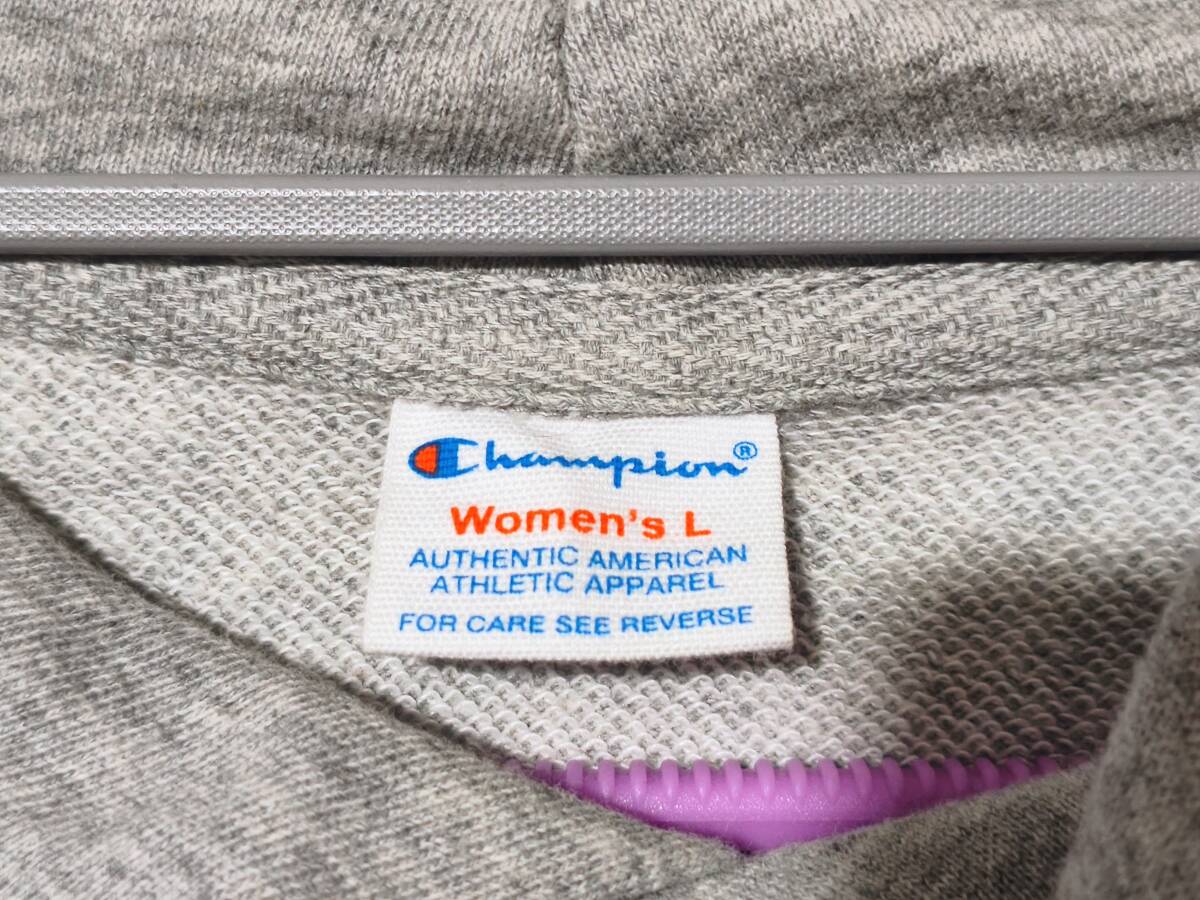 Champion®
Women's L
AUTHENTIC AMERICAN
ATHLETIC APPAREL
FOR CARE SEE REVERSE